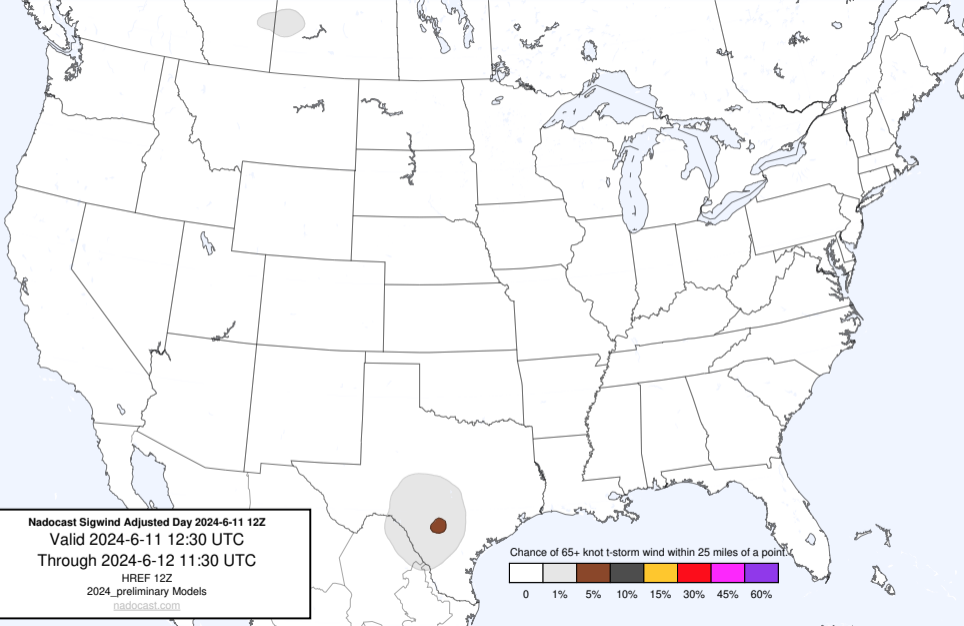 Nadocast Sigwind Adjusted Day 2024-6-11 12Z
Valid 2024-6-11 12:30 UTC
Through 2024-6-12 11:30 UTC
HREF 12Z
2024_preliminary Models
nadocast.com
Chance of 65+ knot t-storm wind within 25 miles of a point.
0 1% 5% 10% 15% 30% 45% 60%